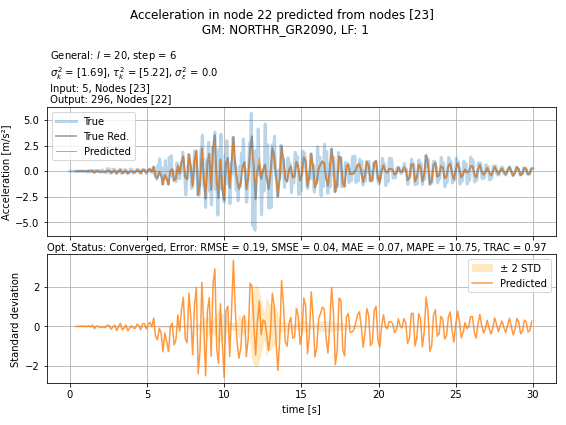 Acceleration in node 22 predicted from nodes [23]
GM: NORTHR_GR2090, LF: 1
General: l = 20, step = 6
σ²ₖ = [1.69], τ²ₖ = [5.22], σ²ε = 0.0
Input: 5, Nodes [23]
Output: 296, Nodes [22]
Acceleration [m/s²]
5.0
2.5
0.0
−2.5
−5.0
True
True Red.
Predicted
Opt. Status: Converged, Error: RMSE = 0.19, SMSE = 0.04, MAE = 0.07, MAPE = 10.75, TRAC = 0.97
Standard deviation
2
0
−2
± 2 STD
Predicted
0 5 10 15 20 25 30
time [s]